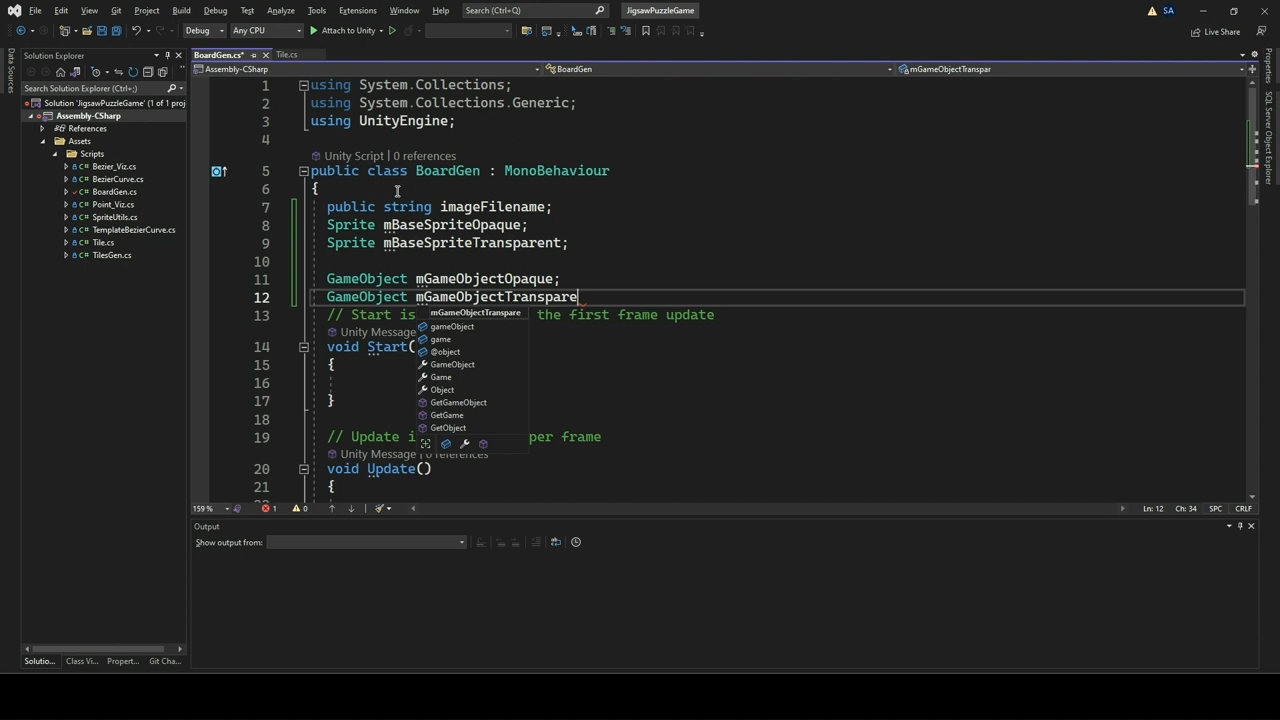 File Edit View Git Project Build Debug Test Analyze Tools Extensions Window Help Search (Ctrl+Q) JigsawPuzzleGame SA
Debug Any CPU Attach to Unity Live Share
Solution Explorer
Search Solution Explorer (Ctrl+;)
Solution 'JigsawPuzzleGame' (1 of 1 proj
Assembly-CSharp
References
Assets
Scripts
Bezier_Viz.cs
BezierCurve.cs
BoardGen.cs
Point_Viz.cs
SpriteUtils.cs
TemplateBezierCurve.cs
Tile.cs
TilesGen.cs
Solutio... Class Vi... Propert... Git Cha...
Data Sources
BoardGen.cs* Tile.cs
Assembly-CSharp BoardGen mGameObjectTranspar
1 using System.Collections;
2 using System.Collections.Generic;
3 using UnityEngine;
4
Unity Script | 0 references
5 public class BoardGen : MonoBehaviour
6 {
7 public string imageFilename;
8 Sprite mBaseSpriteOpaque;
9 Sprite mBaseSpriteTransparent;
10
11 GameObject mGameObjectOpaque;
12 GameObject mGameObjectTranspare
13 // Start is the first frame update
Unity Message
14 void Start(
15 {
16
17 }
18
19 // Update i per frame
Unity Message | 0 references
20 void Update()
21 {
mGameObjectTranspare
gameObject
game
@object
GameObject
Game
Object
GetGameObject
GetGame
GetObject
159 % 1 0 Ln: 12 Ch: 34 SPC CRLF
Output
Show output from:
Properties
SQL Server Object Explorer